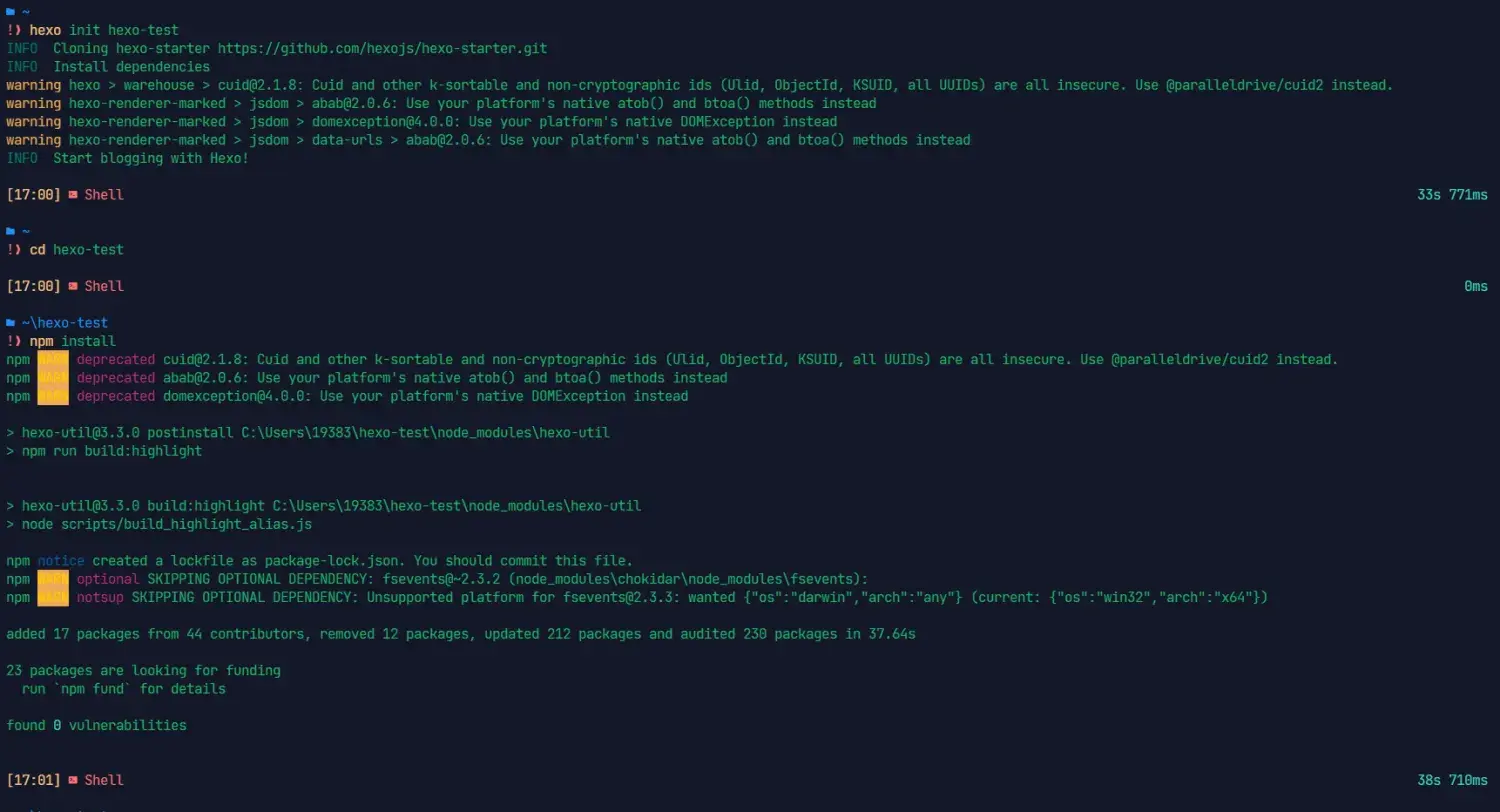 ~
!❯ hexo init hexo-test
INFO  Cloning hexo-starter https://github.com/hexojs/hexo-starter.git
INFO  Install dependencies
warning hexo > warehouse > cuid@2.1.8: Cuid and other k-sortable and non-cryptographic ids (Ulid, ObjectId, KSUID, all UUIDs) are all insecure. Use @paralleldrive/cuid2 instead.
warning hexo-renderer-marked > jsdom > abab@2.0.6: Use your platform's native atob() and btoa() methods instead
warning hexo-renderer-marked > jsdom > domexception@4.0.0: Use your platform's native DOMException instead
warning hexo-renderer-marked > jsdom > data-urls > abab@2.0.6: Use your platform's native atob() and btoa() methods instead
INFO  Start blogging with Hexo!
[17:00] Shell 33s 771ms
~
!❯ cd hexo-test
[17:00] Shell 0ms
~\hexo-test
!❯ npm install
npm WARN deprecated cuid@2.1.8: Cuid and other k-sortable and non-cryptographic ids (Ulid, ObjectId, KSUID, all UUIDs) are all insecure. Use @paralleldrive/cuid2 instead.
npm WARN deprecated abab@2.0.6: Use your platform's native atob() and btoa() methods instead
npm WARN deprecated domexception@4.0.0: Use your platform's native DOMException instead
> hexo-util@3.3.0 postinstall C:\Users\19383\hexo-test\node_modules\hexo-util
> npm run build:highlight
> hexo-util@3.3.0 build:highlight C:\Users\19383\hexo-test\node_modules\hexo-util
> node scripts/build_highlight_alias.js
npm notice created a lockfile as package-lock.json. You should commit this file.
npm WARN optional SKIPPING OPTIONAL DEPENDENCY: fsevents@~2.3.2 (node_modules\chokidar\node_modules\fsevents):
npm WARN notsup SKIPPING OPTIONAL DEPENDENCY: Unsupported platform for fsevents@2.3.3: wanted {"os":"darwin","arch":"any"} (current: {"os":"win32","arch":"x64"})
added 17 packages from 44 contributors, removed 12 packages, updated 212 packages and audited 230 packages in 37.64s
23 packages are looking for funding
  run `npm fund` for details
found 0 vulnerabilities
[17:01] Shell 38s 710ms